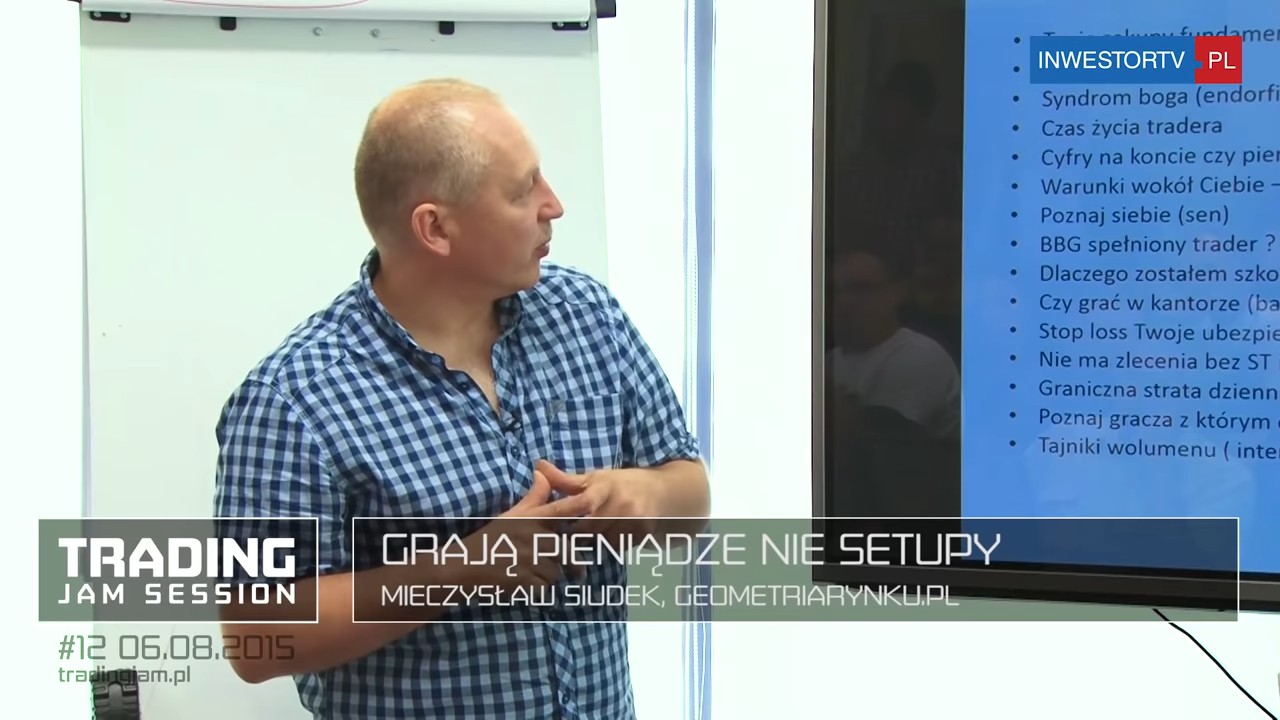 INWESTORTV.PL
Syndrom boga (endorfi
Czas życia tradera
Cyfry na koncie czy pie
Warunki wokół Ciebie –
Poznaj siebie (sen)
BBG spełniony trader ?
Dlaczego zostałem szko
Czy grać w kantorze (ba
Stop loss Twoje ubezpie
Nie ma zlecenia bez ST
Graniczna strata dzienn
Poznaj gracza z którym
Tajniki wolumenu ( inte
TRADING
JAM SESSION
GRAJĄ PIENIĄDZE NIE SETUPY
MIECZYSŁAW SIUDEK, GEOMETRIARYNKU.PL
#12 06.08.2015
tradingjam.pl